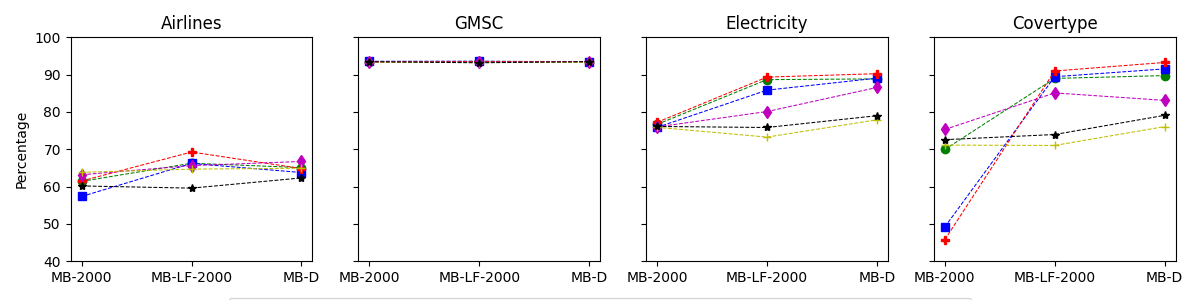 Airlines GMSC Electricity Covertype
100
90
80
70
60
50
40
Percentage
MB-2000 MB-LF-2000 MB-D MB-2000 MB-LF-2000 MB-D MB-2000 MB-LF-2000 MB-D MB-2000 MB-LF-2000 MB-D